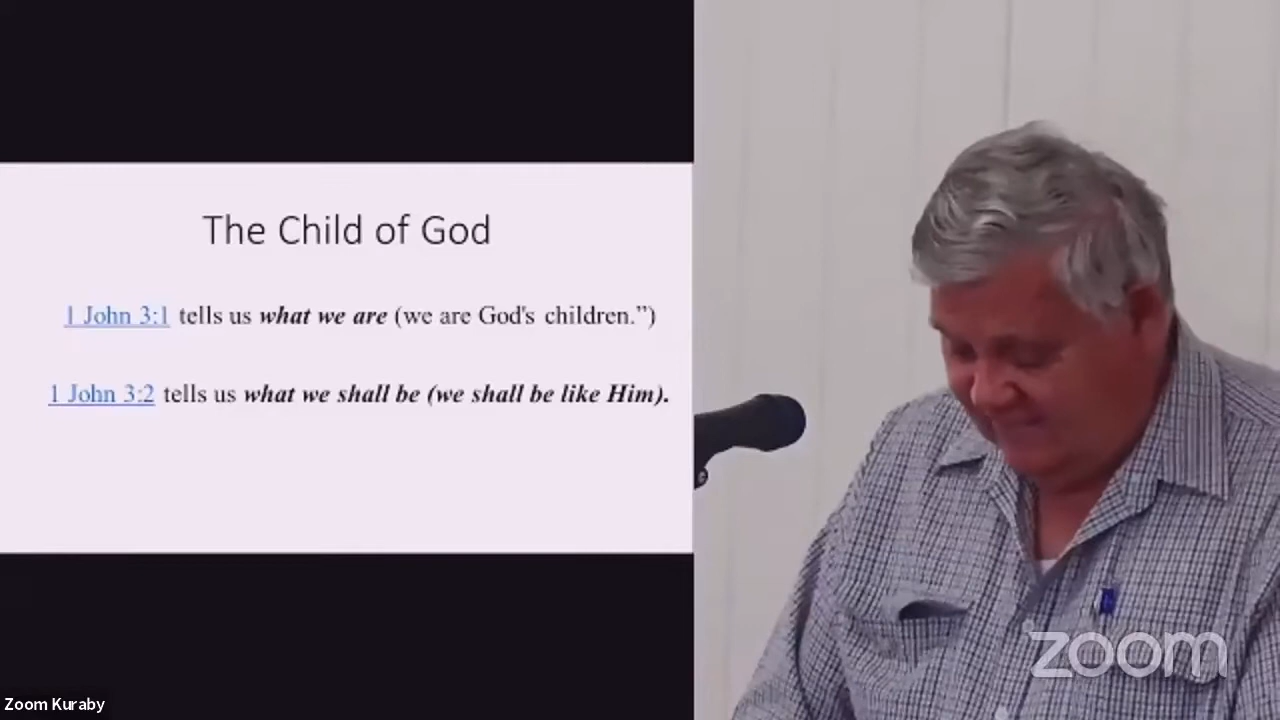 The Child of God
1 John 3:1 tells us what we are (we are God's children.”)
1 John 3:2 tells us what we shall be (we shall be like Him).
zoom
Zoom Kuraby